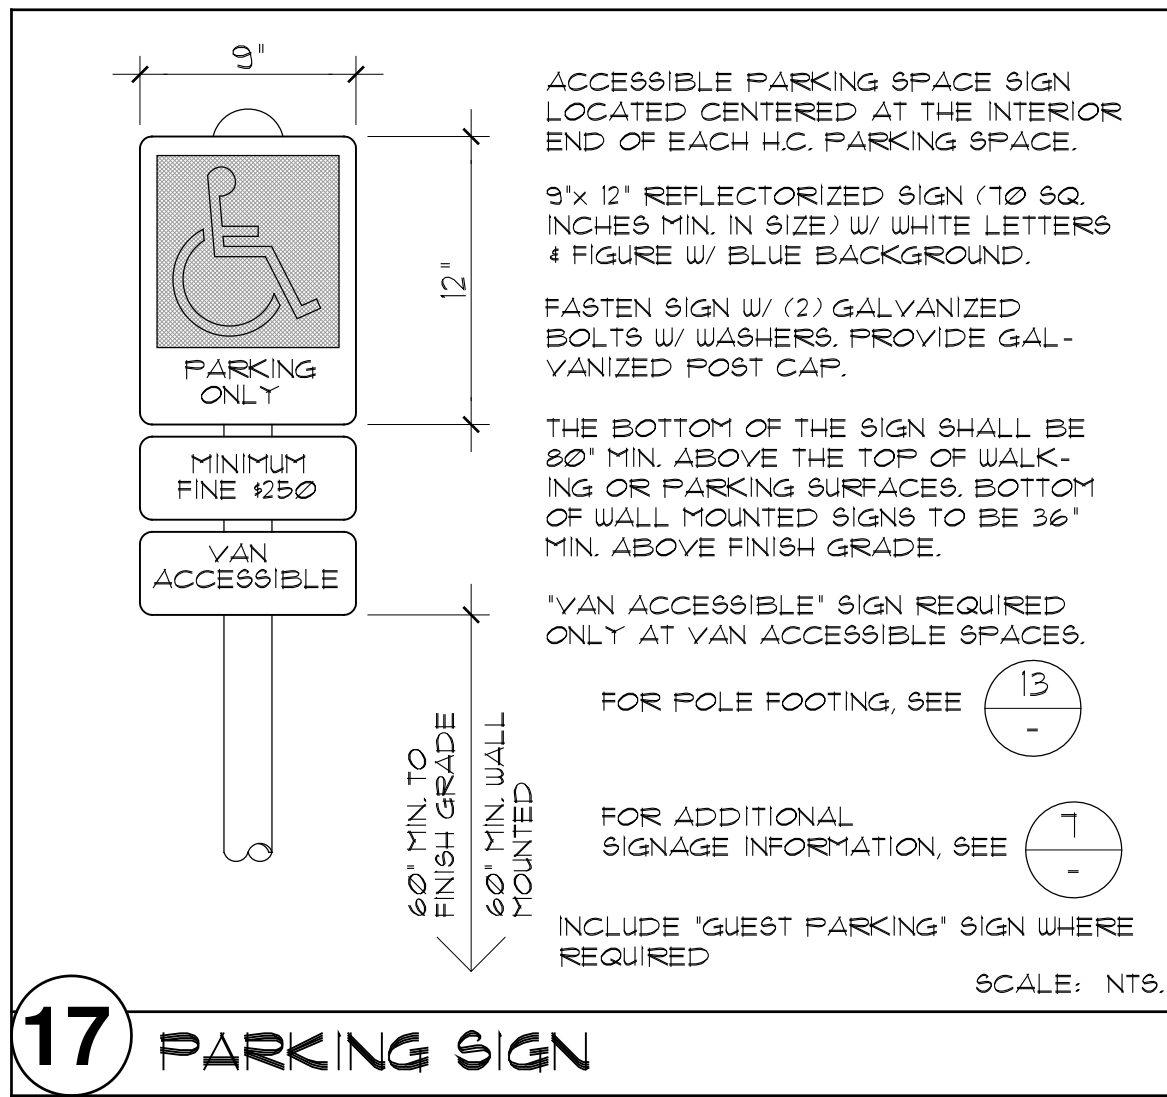 9"
12"
PARKING
ONLY
MINIMUM
FINE $250
VAN
ACCESSIBLE
60" MIN. TO
FINISH GRADE
60" MIN. WALL
MOUNTED
ACCESSIBLE PARKING SPACE SIGN
LOCATED CENTERED AT THE INTERIOR
END OF EACH H.C. PARKING SPACE.
9"x 12" REFLECTORIZED SIGN (70 SQ.
INCHES MIN. IN SIZE) W/ WHITE LETTERS
& FIGURE W/ BLUE BACKGROUND.
FASTEN SIGN W/ (2) GALVANIZED
BOLTS W/ WASHERS. PROVIDE GAL-
VANIZED POST CAP.
THE BOTTOM OF THE SIGN SHALL BE
80" MIN. ABOVE THE TOP OF WALK-
ING OR PARKING SURFACES. BOTTOM
OF WALL MOUNTED SIGNS TO BE 36"
MIN. ABOVE FINISH GRADE.
"VAN ACCESSIBLE" SIGN REQUIRED
ONLY AT VAN ACCESSIBLE SPACES.
FOR POLE FOOTING, SEE
13
-
FOR ADDITIONAL
SIGNAGE INFORMATION, SEE
7
-
INCLUDE "GUEST PARKING" SIGN WHERE
REQUIRED
SCALE: NTS.
17 PARKING SIGN